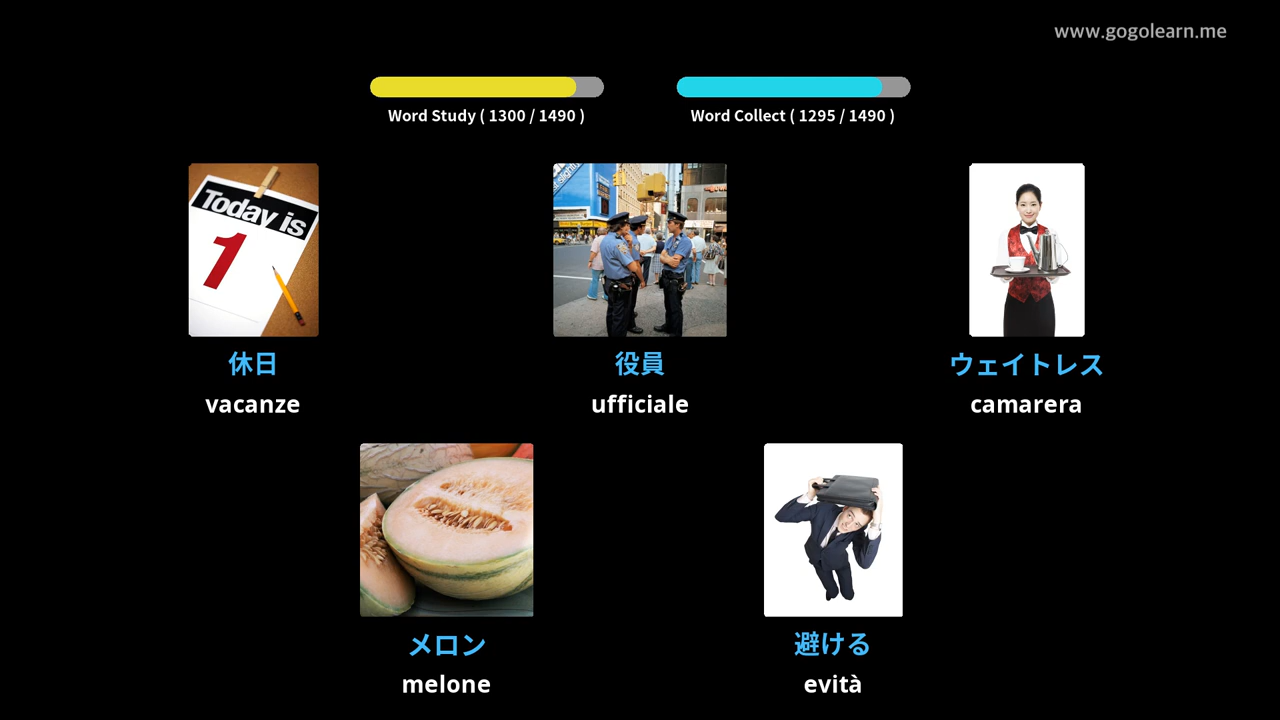 www.gogolearn.me
Word Study ( 1300 / 1490 )
Word Collect ( 1295 / 1490 )
Today is
1
休日
役員
ウェイトレス
vacanze
ufficiale
camarera
メロン
避ける
melone
evità